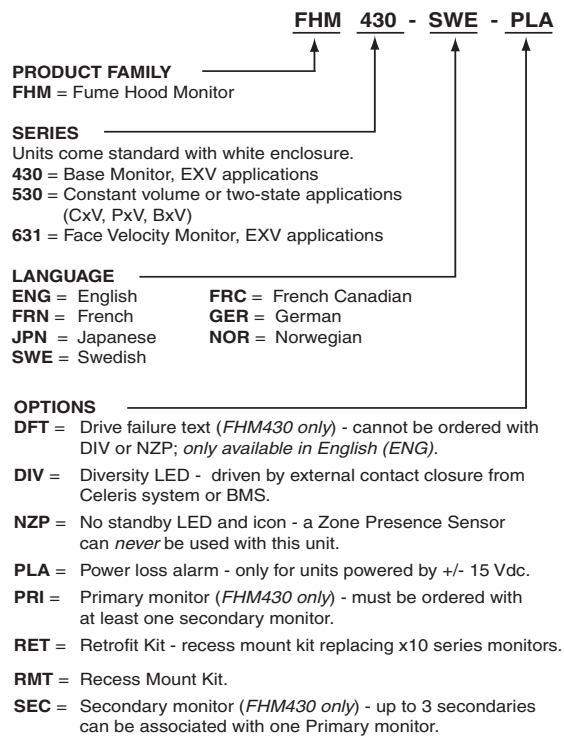 FHM 430 - SWE - PLA
PRODUCT FAMILY
FHM = Fume Hood Monitor
SERIES
Units come standard with white enclosure.
430 = Base Monitor, EXV applications
530 = Constant volume or two-state applications
(CxV, PxV, BxV)
631 = Face Velocity Monitor, EXV applications
LANGUAGE
ENG = English FRC = French Canadian
FRN = French GER = German
JPN = Japanese NOR = Norwegian
SWE = Swedish
OPTIONS
DFT = Drive failure text (FHM430 only) - cannot be ordered with
DIV or NZP; only available in English (ENG).
DIV = Diversity LED - driven by external contact closure from
Celeris system or BMS.
NZP = No standby LED and icon - a Zone Presence Sensor
can never be used with this unit.
PLA = Power loss alarm - only for units powered by +/- 15 Vdc.
PRI = Primary monitor (FHM430 only) - must be ordered with
at least one secondary monitor.
RET = Retrofit Kit - recess mount kit replacing x10 series monitors.
RMT = Recess Mount Kit.
SEC = Secondary monitor (FHM430 only) - up to 3 secondaries
can be associated with one Primary monitor.